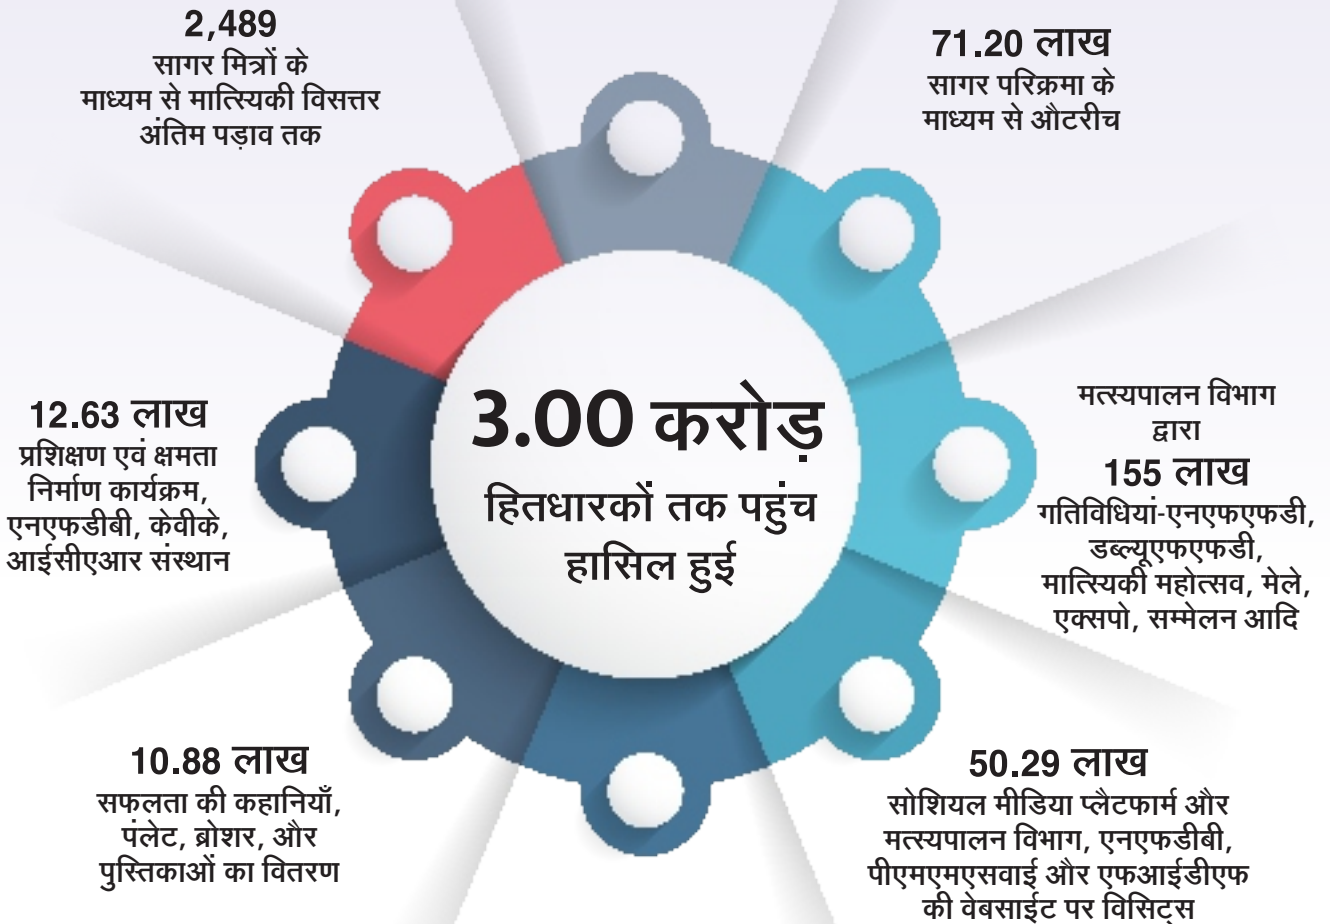 2,489
सागर मित्रों के
माध्यम से मात्स्यिकी विसत्तर
अंतिम पड़ाव तक
71.20 लाख
सागर परिक्रमा के
माध्यम से औटरीच
12.63 लाख
प्रशिक्षण एवं क्षमता
निर्माण कार्यक्रम,
एनएफडीबी, केवीके,
आईसीएआर संस्थान
3.00 करोड़
हितधारकों तक पहुंच
हासिल हुई
मत्स्यपालन विभाग
द्वारा
155 लाख
गतिविधियां-एनएफएफडी,
डब्ल्यूएफएफडी,
मात्स्यिकी महोत्सव, मेले,
एक्सपो, सम्मेलन आदि
10.88 लाख
सफलता की कहानियाँ,
पंलेट, ब्रोशर, और
पुस्तिकाओं का वितरण
50.29 लाख
सोशियल मीडिया प्लैटफार्म और
मत्स्यपालन विभाग, एनएफडीबी,
पीएमएमएसवाई और एफआईडीएफ
की वेबसाईट पर विसिट्स